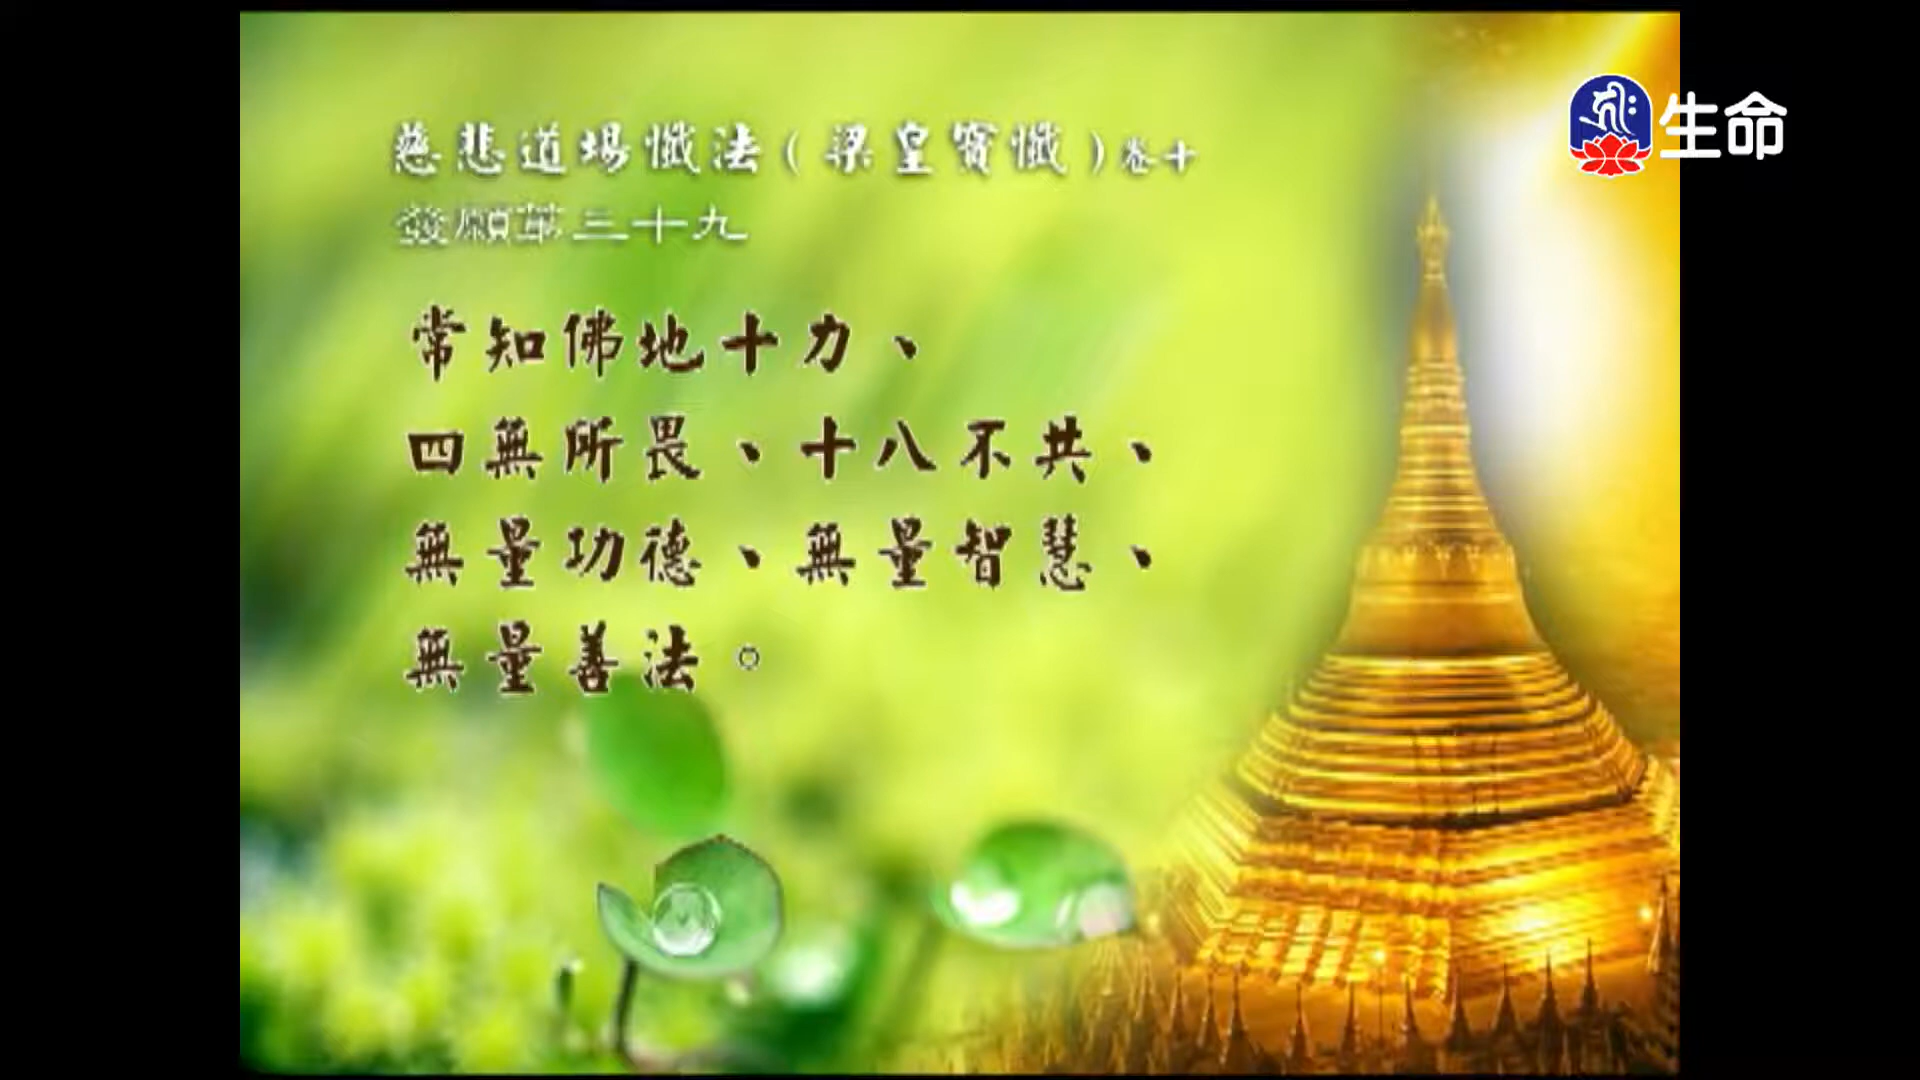 生命
慈悲道場懺法(梁皇寶懺)卷十
發願第三十九
常知佛地十力、
四無所畏、十八不共、
無量功德、無量智慧、
無量善法。